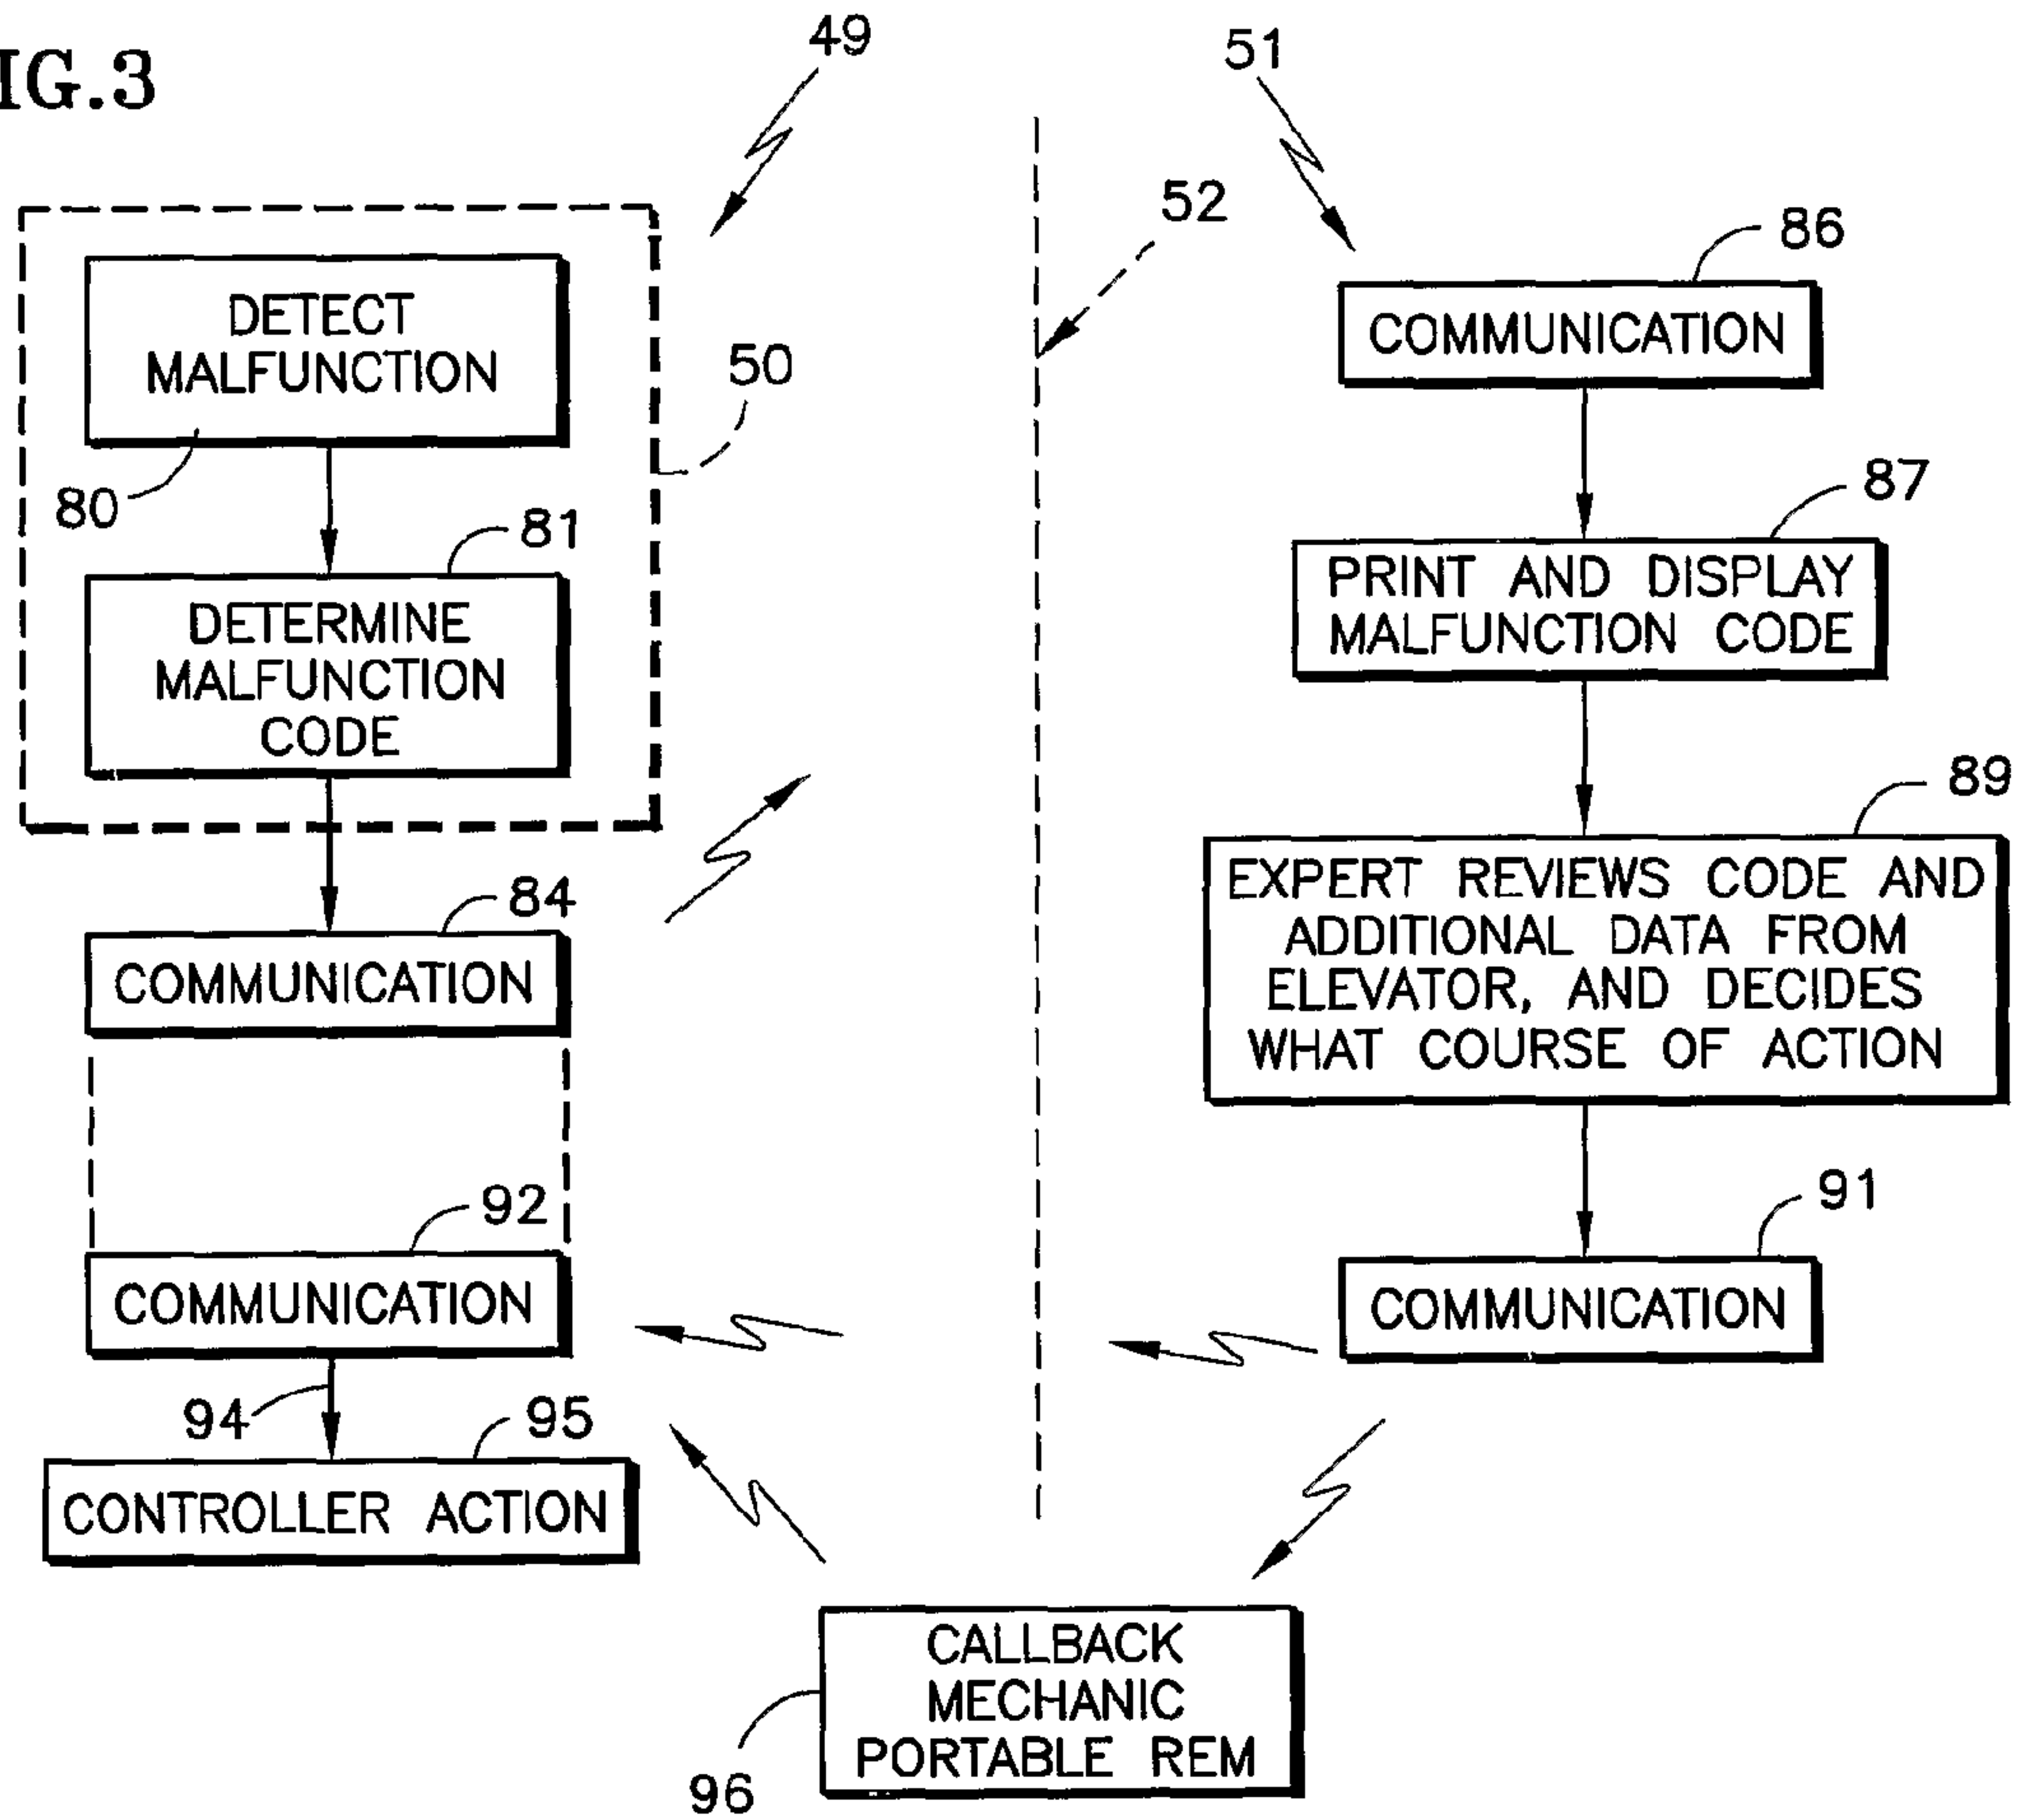 IG.3
49
51
52
86
DETECT
MALFUNCTION
COMMUNICATION
50
80
87
81
PRINT AND DISPLAY
MALFUNCTION CODE
DETERMINE
MALFUNCTION
CODE
89
84
EXPERT REVIEWS CODE AND
ADDITIONAL DATA FROM
ELEVATOR, AND DECIDES
WHAT COURSE OF ACTION
COMMUNICATION
92
91
COMMUNICATION
COMMUNICATION
94
95
CONTROLLER ACTION
CALLBACK
MECHANIC
PORTABLE REM
96